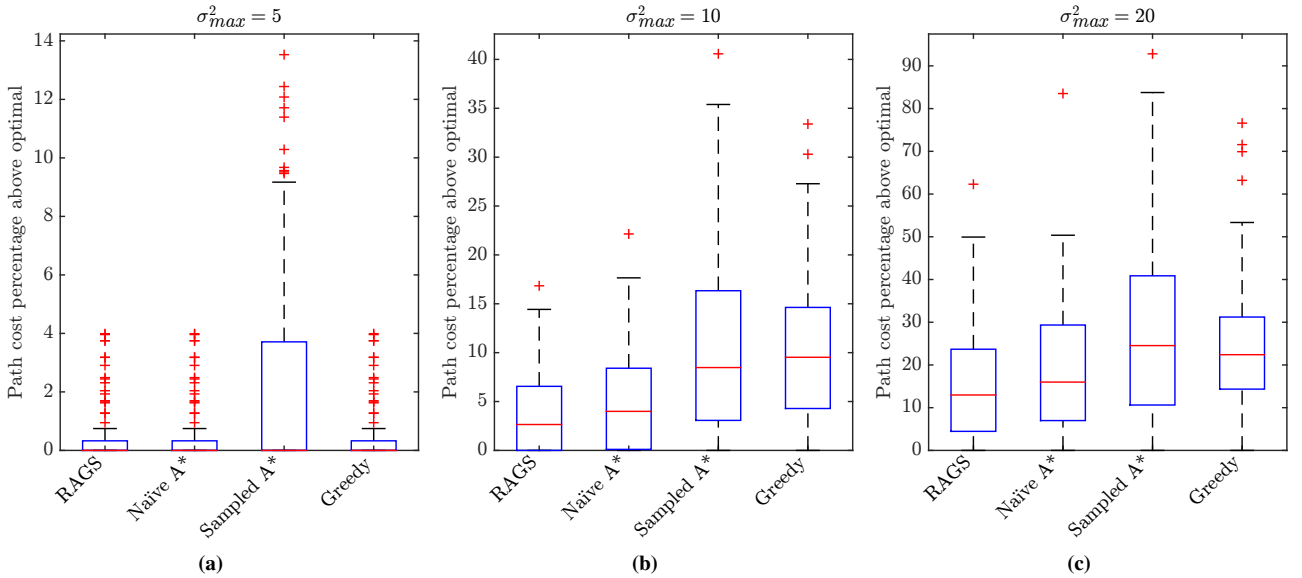 σ²max = 5
Path cost percentage above optimal
14
12
10
8
6
4
2
0
RAGS
Naïve A*
Sampled A*
Greedy
(a)
σ²max = 10
Path cost percentage above optimal
40
35
30
25
20
15
10
5
0
RAGS
Naïve A*
Sampled A*
Greedy
(b)
σ²max = 20
Path cost percentage above optimal
90
80
70
60
50
40
30
20
10
0
RAGS
Naïve A*
Sampled A*
Greedy
(c)